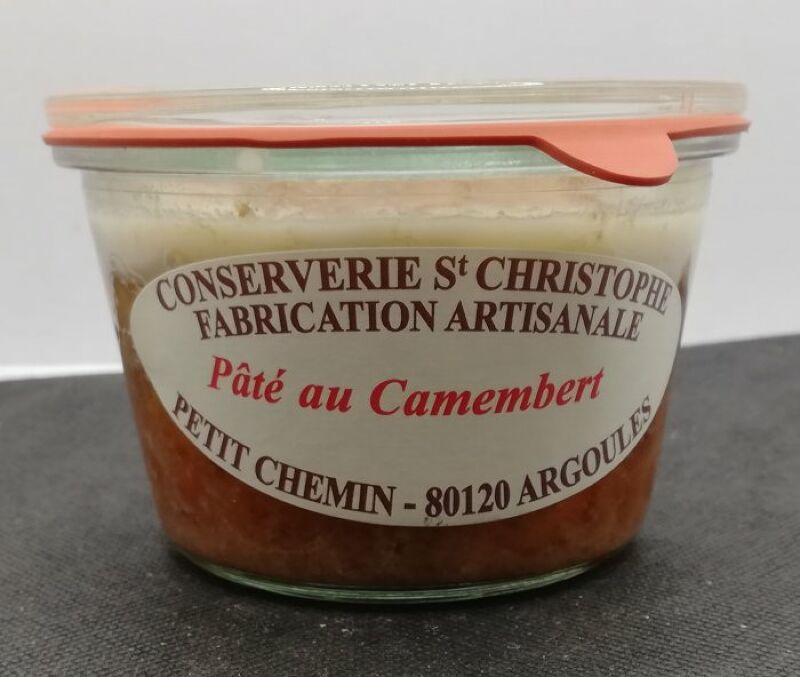 CONSERVERIE St CHRISTOPHE
FABRICATION ARTISANALE
Pâté au Camembert
PETIT CHEMIN - 80120 ARGOULES